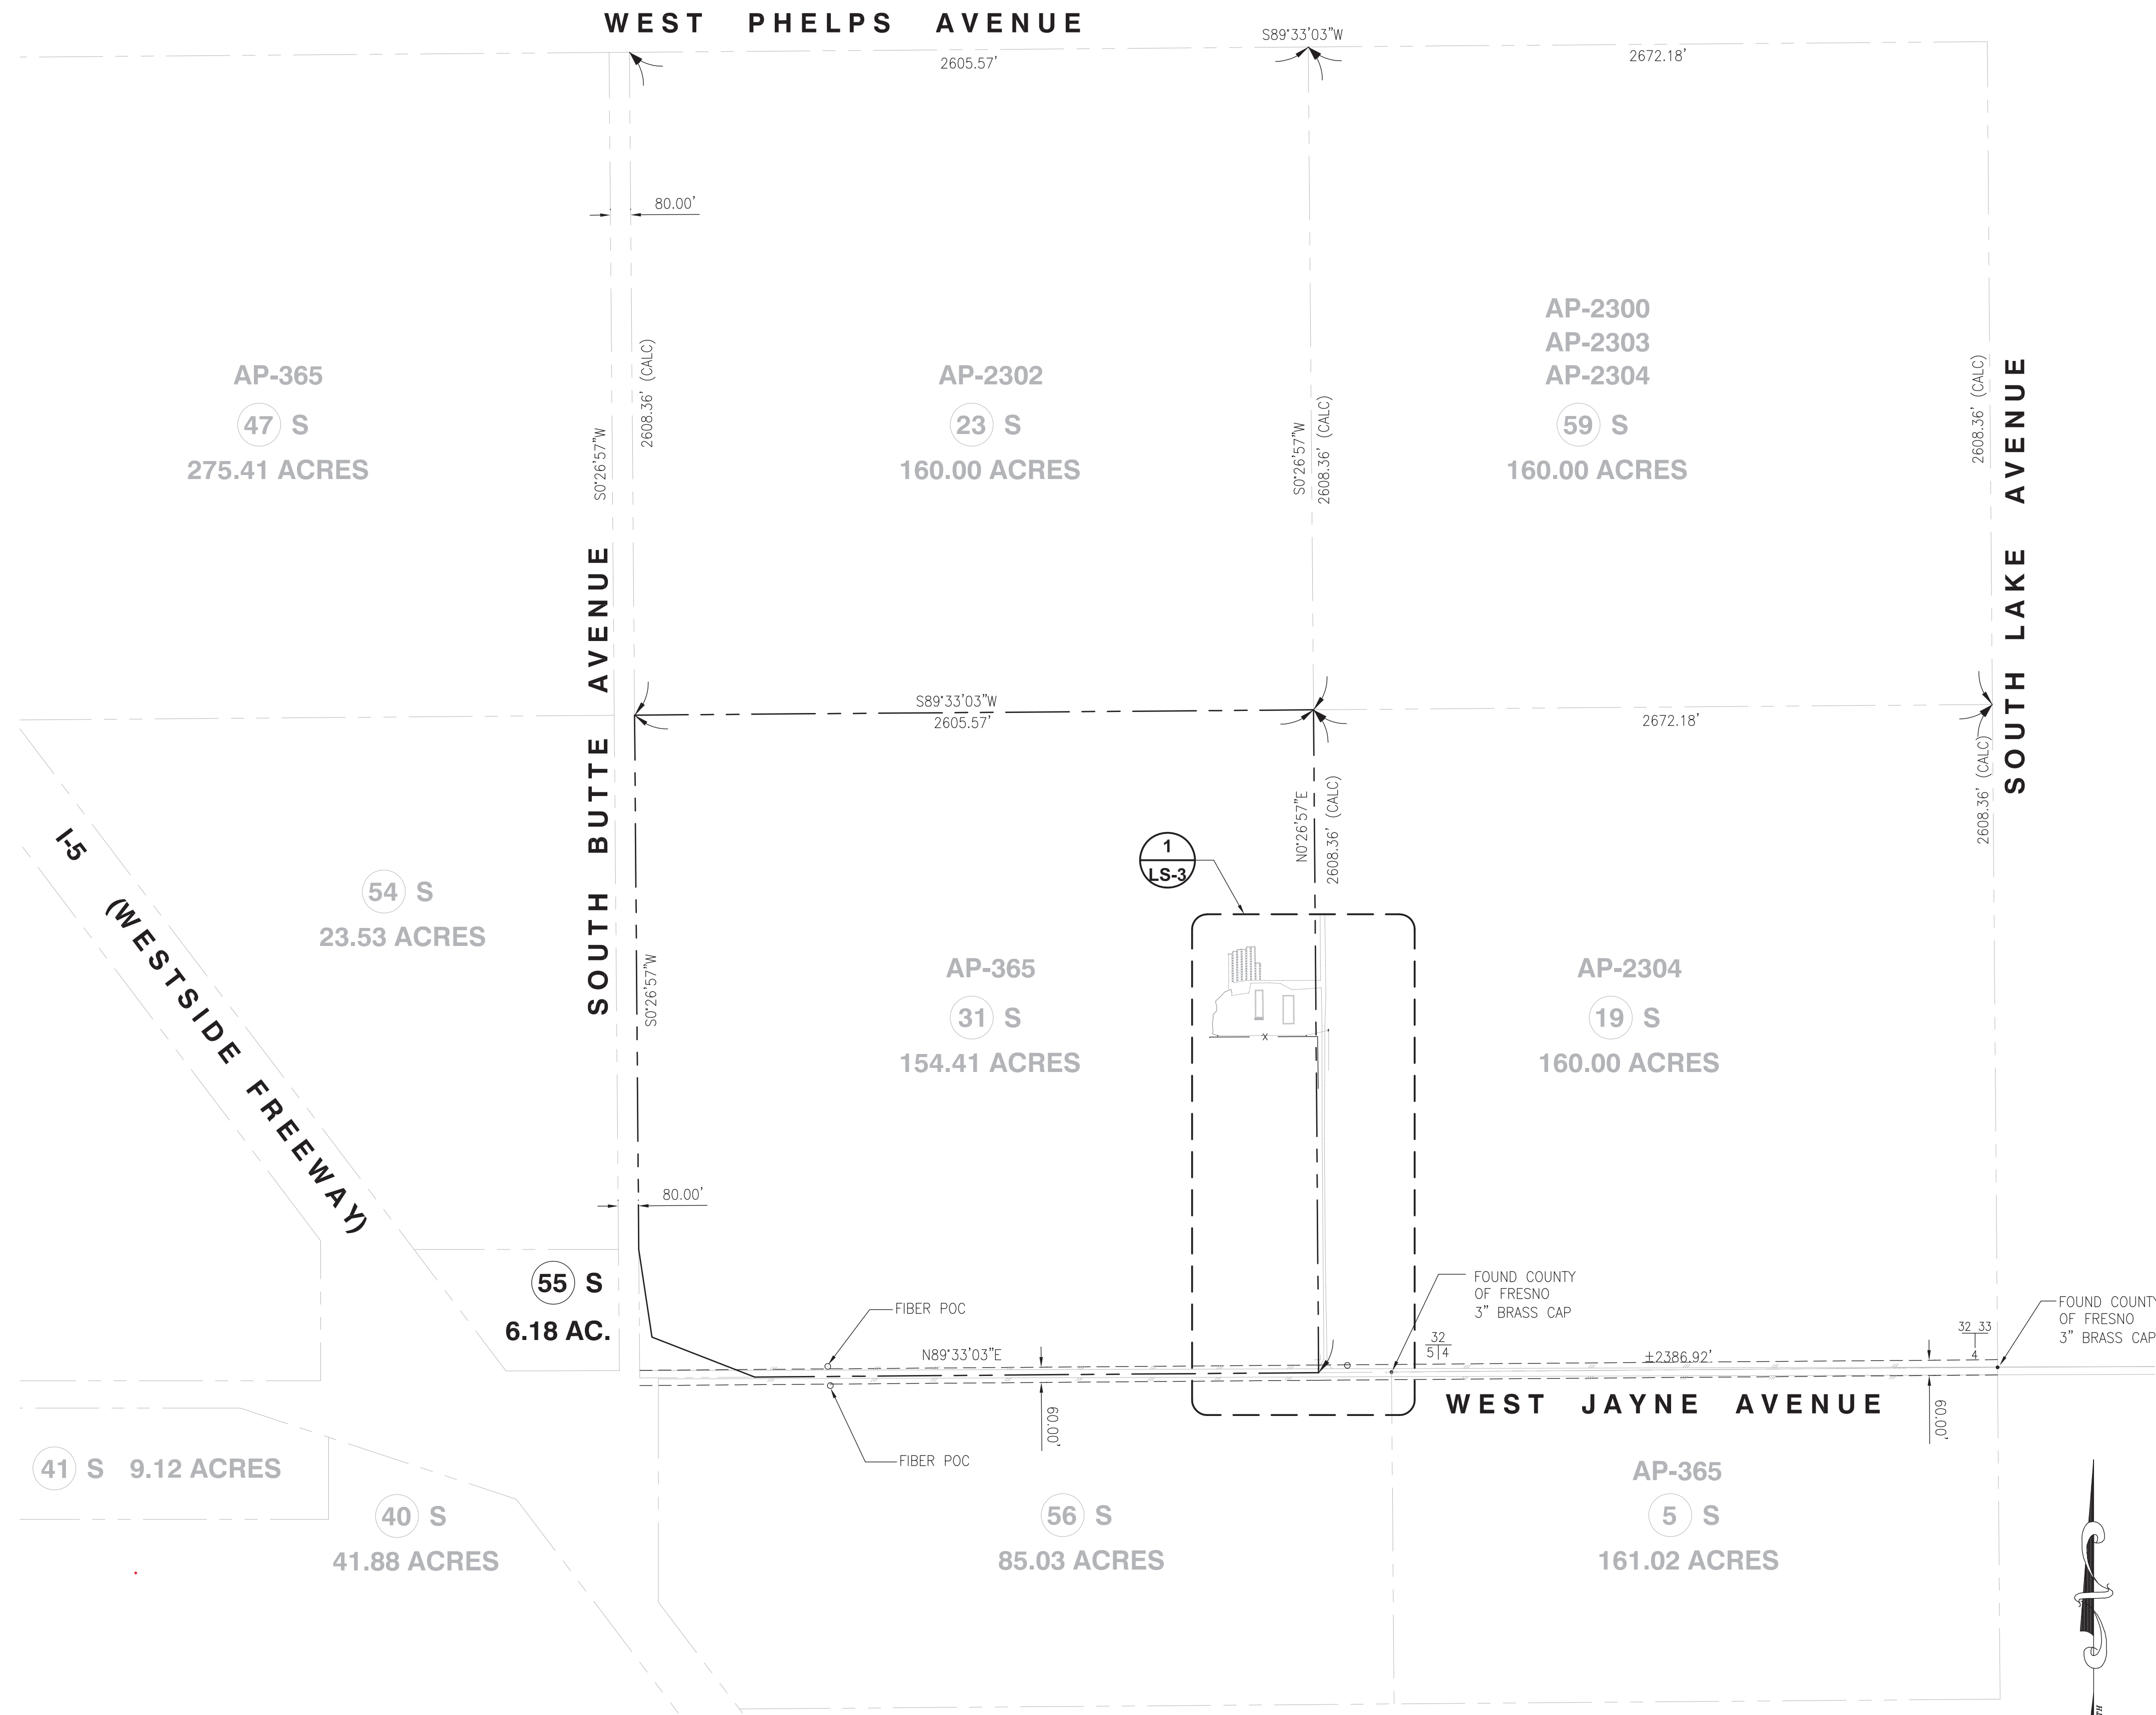 WEST PHELPS AVENUE
S89°33'03"W
2605.57'
2672.18'
80.00'
AP-365
47 S
275.41 ACRES
S0°26'57"W
2608.36' (CALC)
AP-2302
23 S
160.00 ACRES
S0°26'57"W
2608.36' (CALC)
AP-2300
AP-2303
AP-2304
59 S
160.00 ACRES
2608.36' (CALC)
SOUTH LAKE AVENUE
SOUTH BUTTE AVENUE
S89°33'03"W
2605.57'
2672.18'
2608.36' (CALC)
N0°26'57"E
2608.36' (CALC)
1
LS-3
I-5 (WESTSIDE FREEWAY)
54 S
23.53 ACRES
S0°26'57"W
AP-365
31 S
154.41 ACRES
AP-2304
19 S
160.00 ACRES
X
80.00'
55 S
6.18 AC.
FIBER POC
N89°33'03"E
FOUND COUNTY
OF FRESNO
3" BRASS CAP
32
5|4
±2386.92'
32 33
4
FOUND COUNTY
OF FRESNO
3" BRASS CAP
60.00'
WEST JAYNE AVENUE
60.00'
FIBER POC
41 S 9.12 ACRES
40 S
41.88 ACRES
56 S
85.03 ACRES
AP-365
5 S
161.02 ACRES